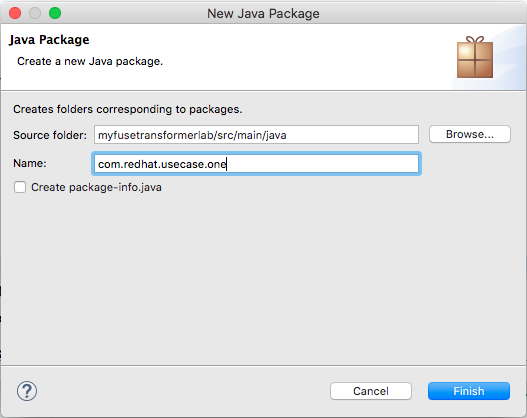 New Java Package
Java Package
Create a new Java package.
Creates folders corresponding to packages.
Source folder: myfusetransformerlab/src/main/java Browse...
Name: com.redhat.usecase.one
Create package-info.java
? Cancel Finish